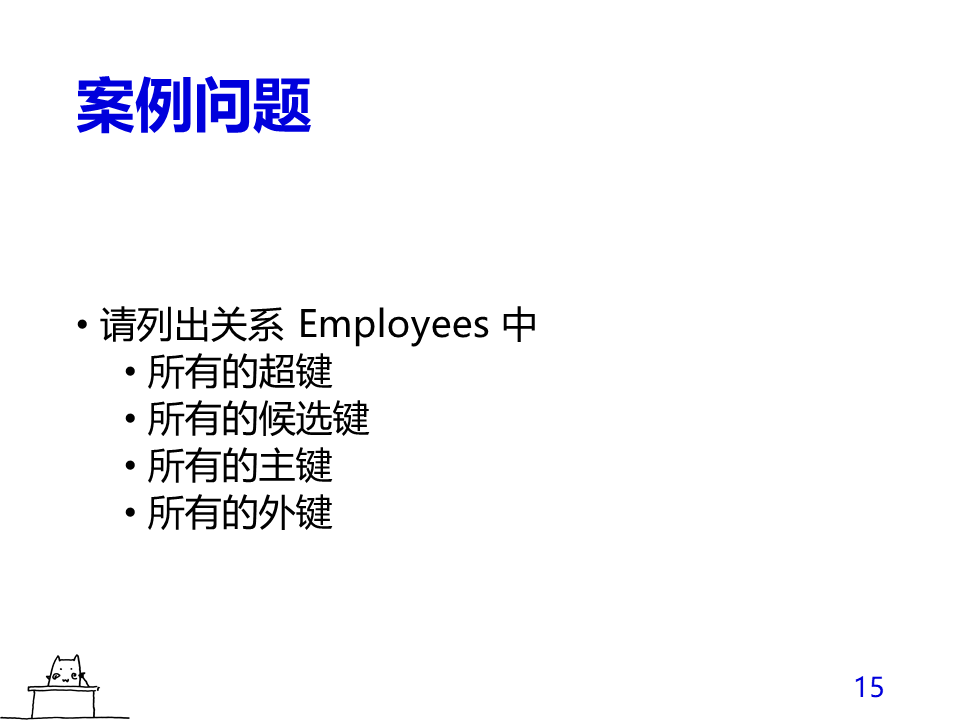 案例问题
• 请列出关系 Employees 中
• 所有的超键
• 所有的候选键
• 所有的主键
• 所有的外键
15